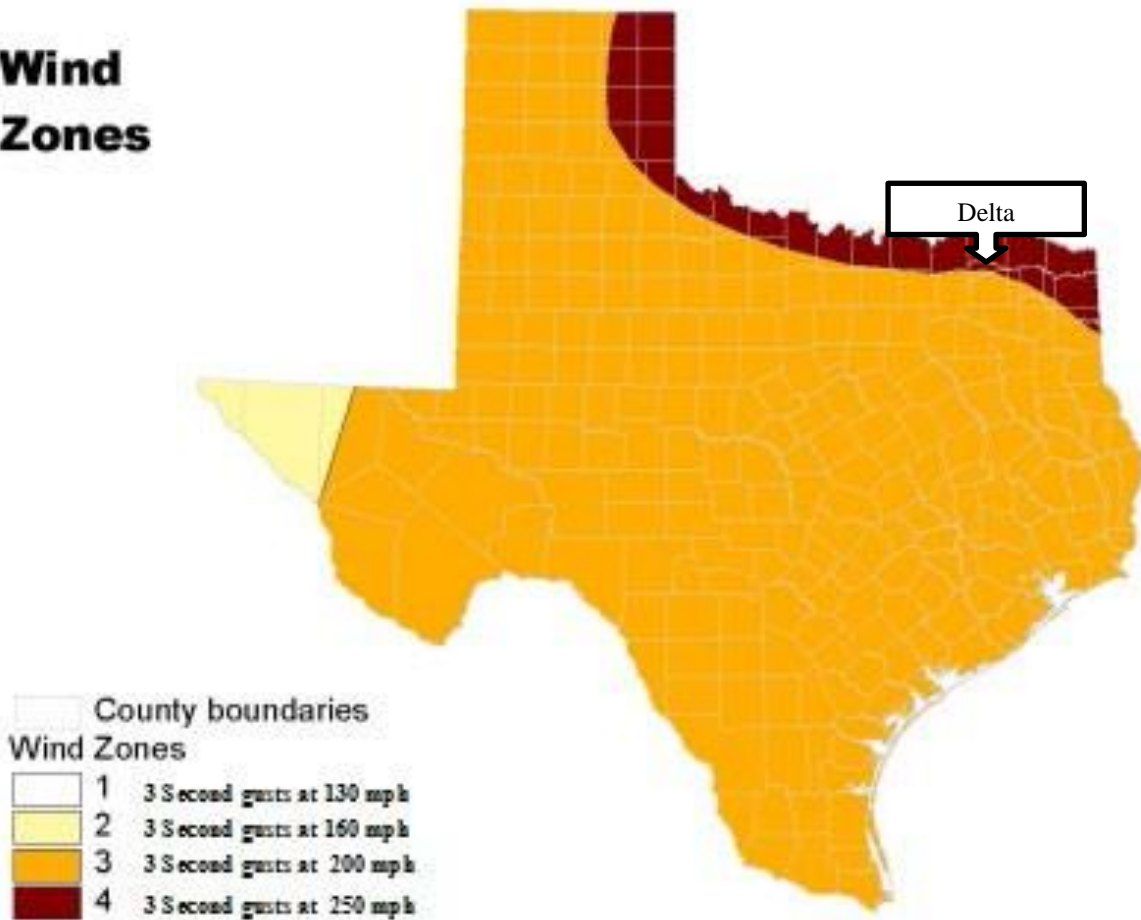 Wind
Zones
Delta
County boundaries
Wind Zones
1 3 Second gusts at 130 mph
2 3 Second gusts at 160 mph
3 3 Second gusts at 200 mph
4 3 Second gusts at 250 mph